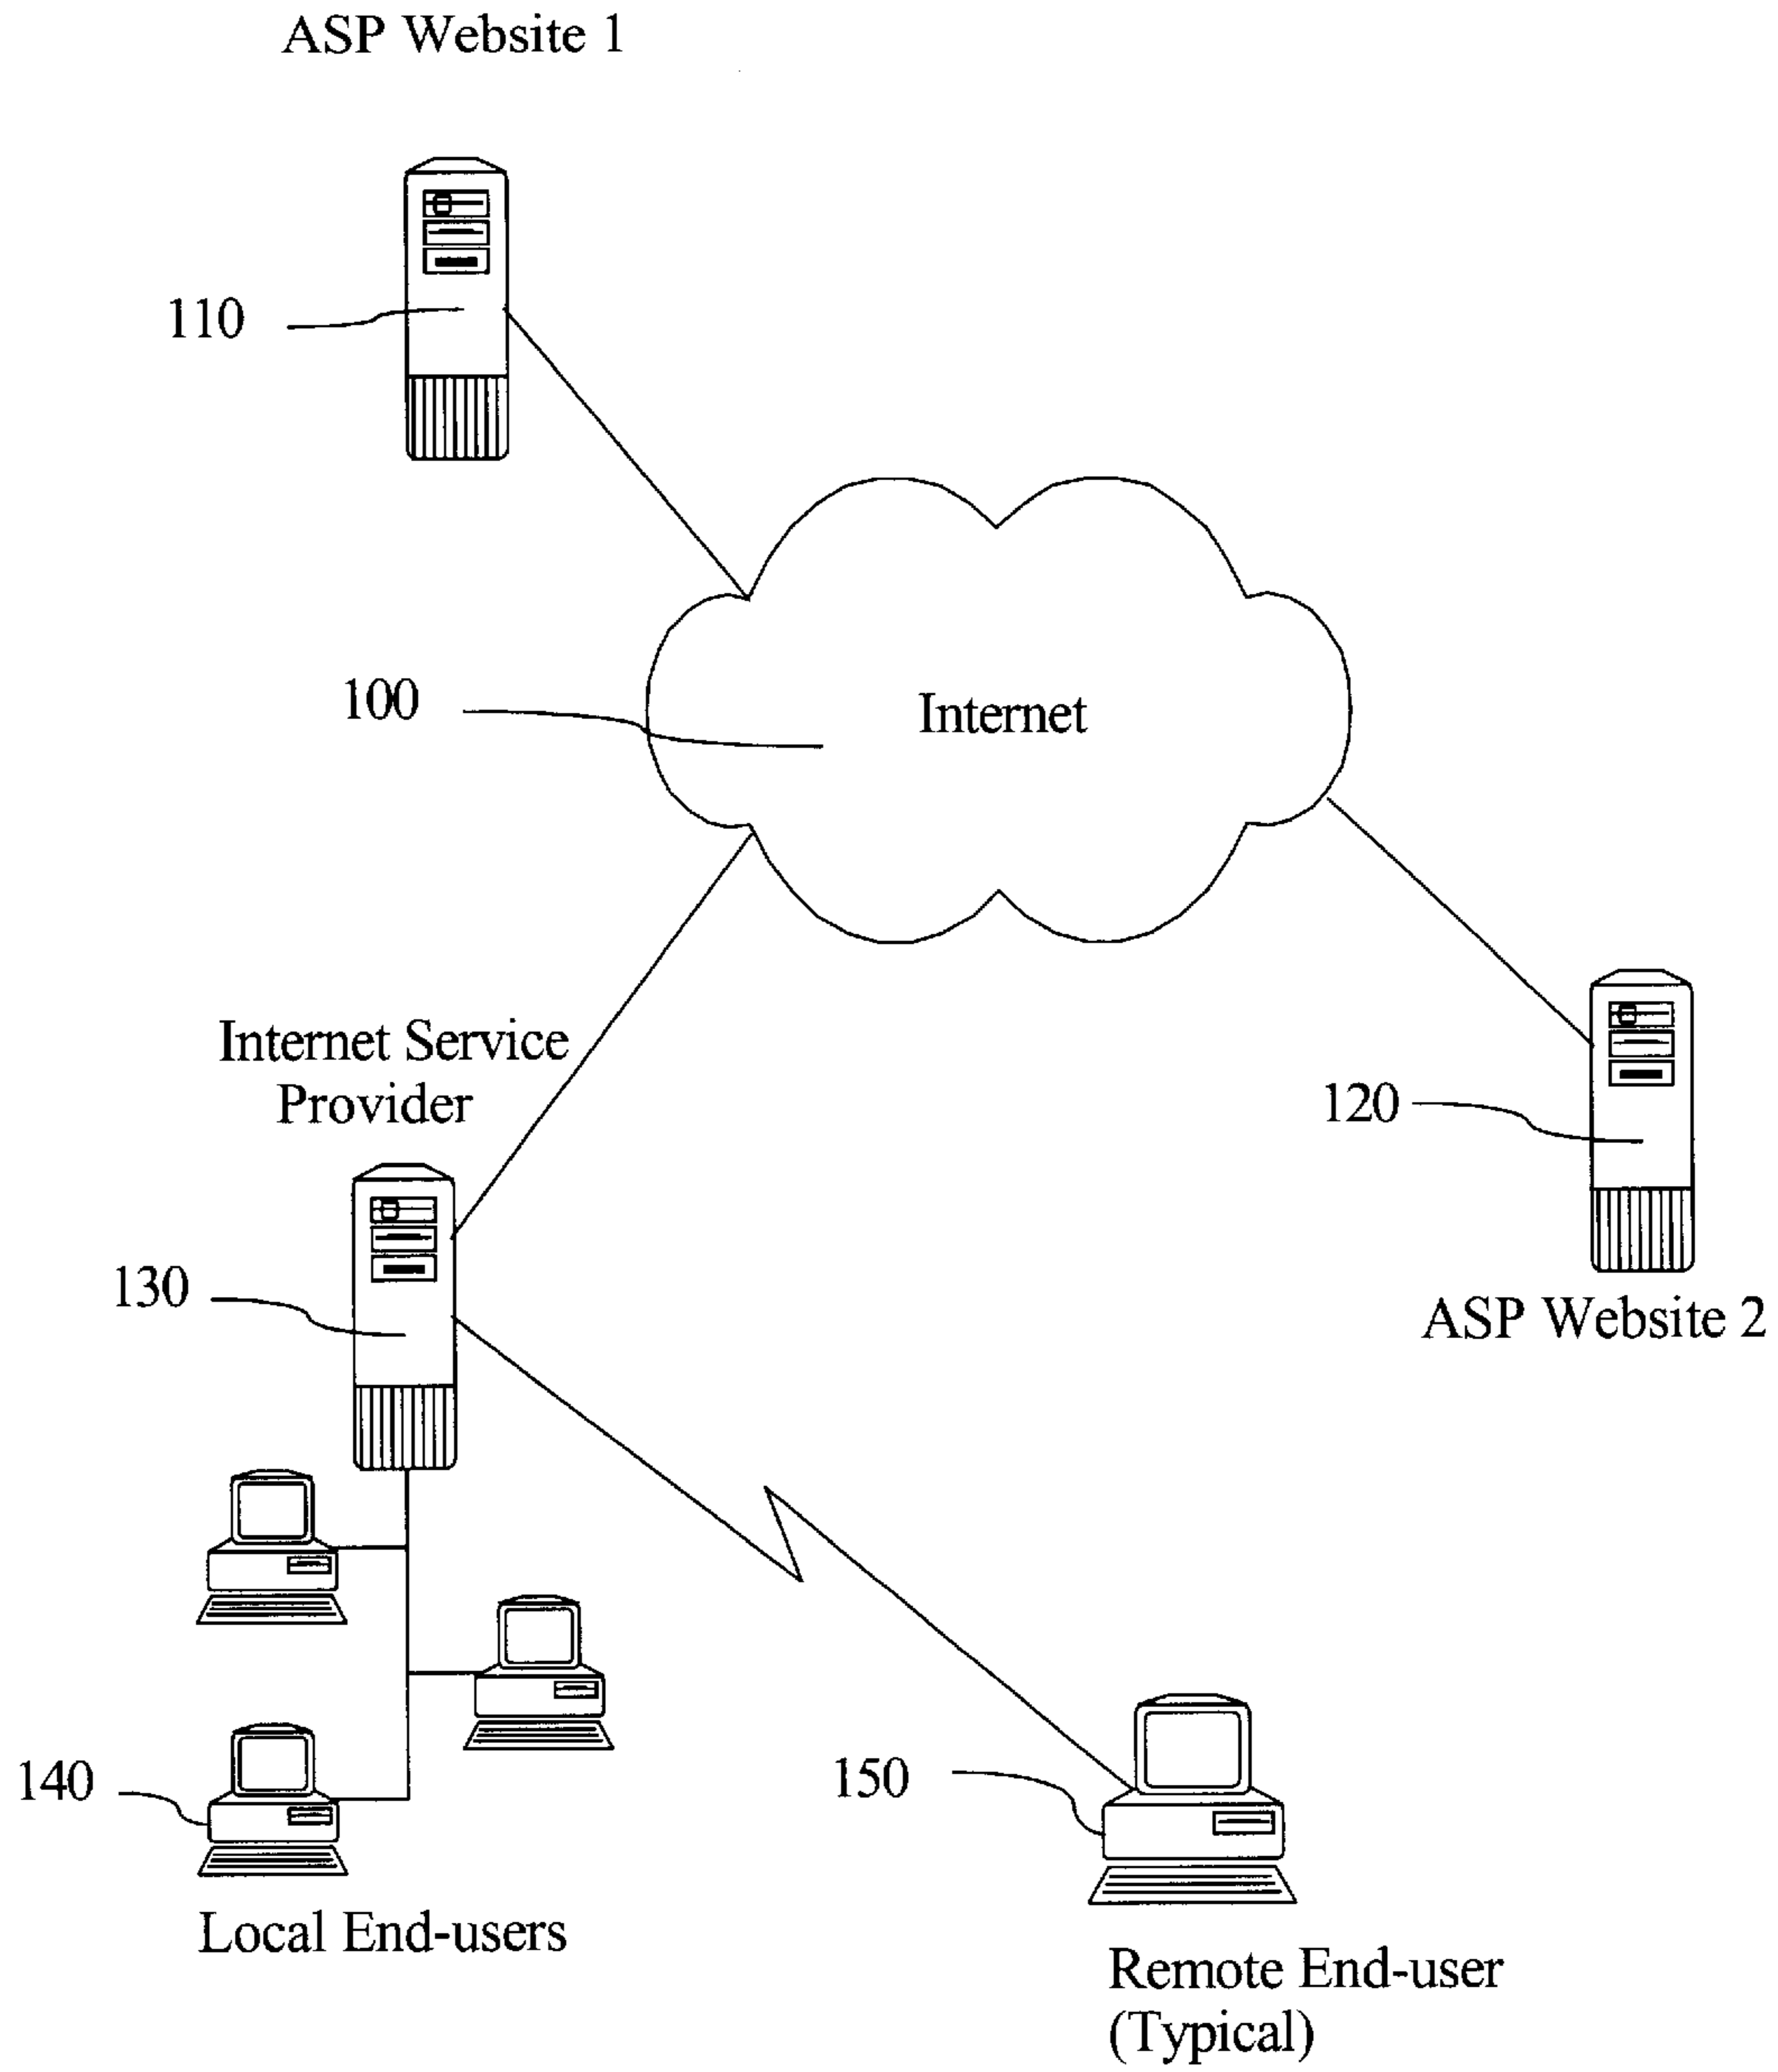 ASP Website 1
110
100
Internet
Internet Service
Provider
120
130
ASP Website 2
140
150
Local End-users
Remote End-user
(Typical)